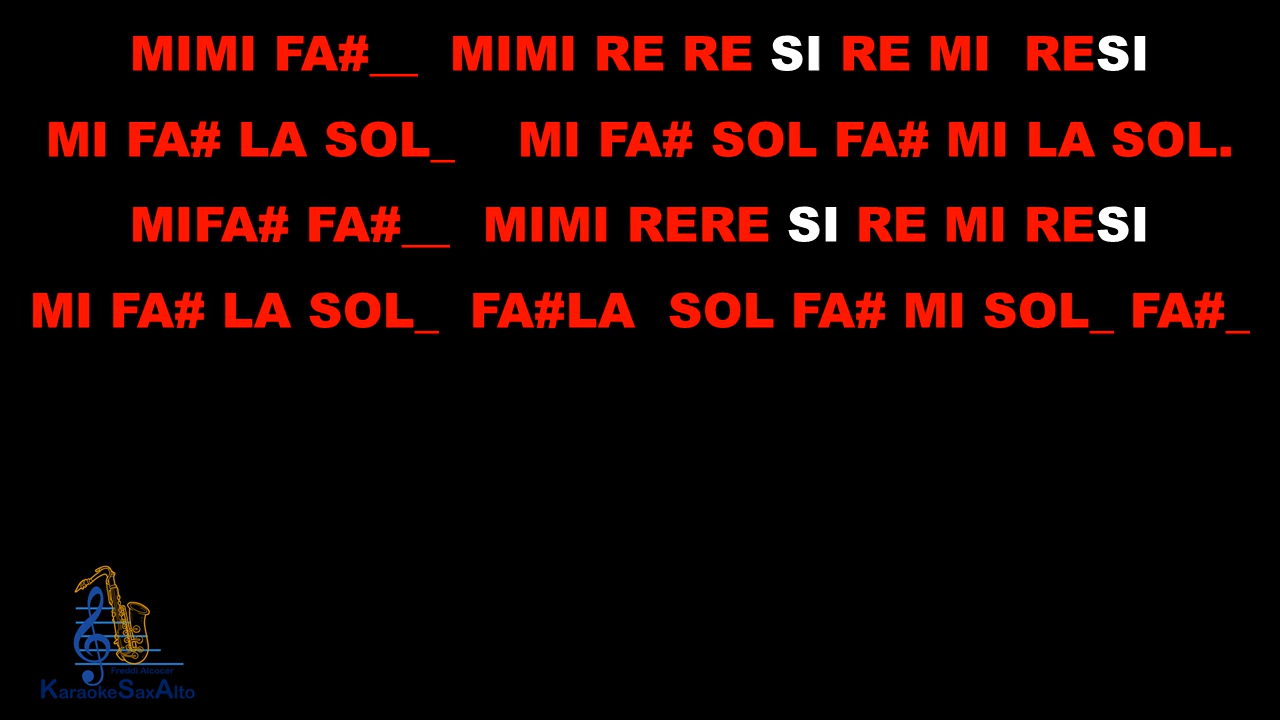 MIMI FA#__ MIMI RE RE SI RE MI RESI
MI FA# LA SOL_ MI FA# SOL FA# MI LA SOL.
MIFA# FA#__ MIMI RERE SI RE MI RESI
MI FA# LA SOL_ FA#LA SOL FA# MI SOL_ FA#_
Freddi Alcocer
KaraokeSaxAlto